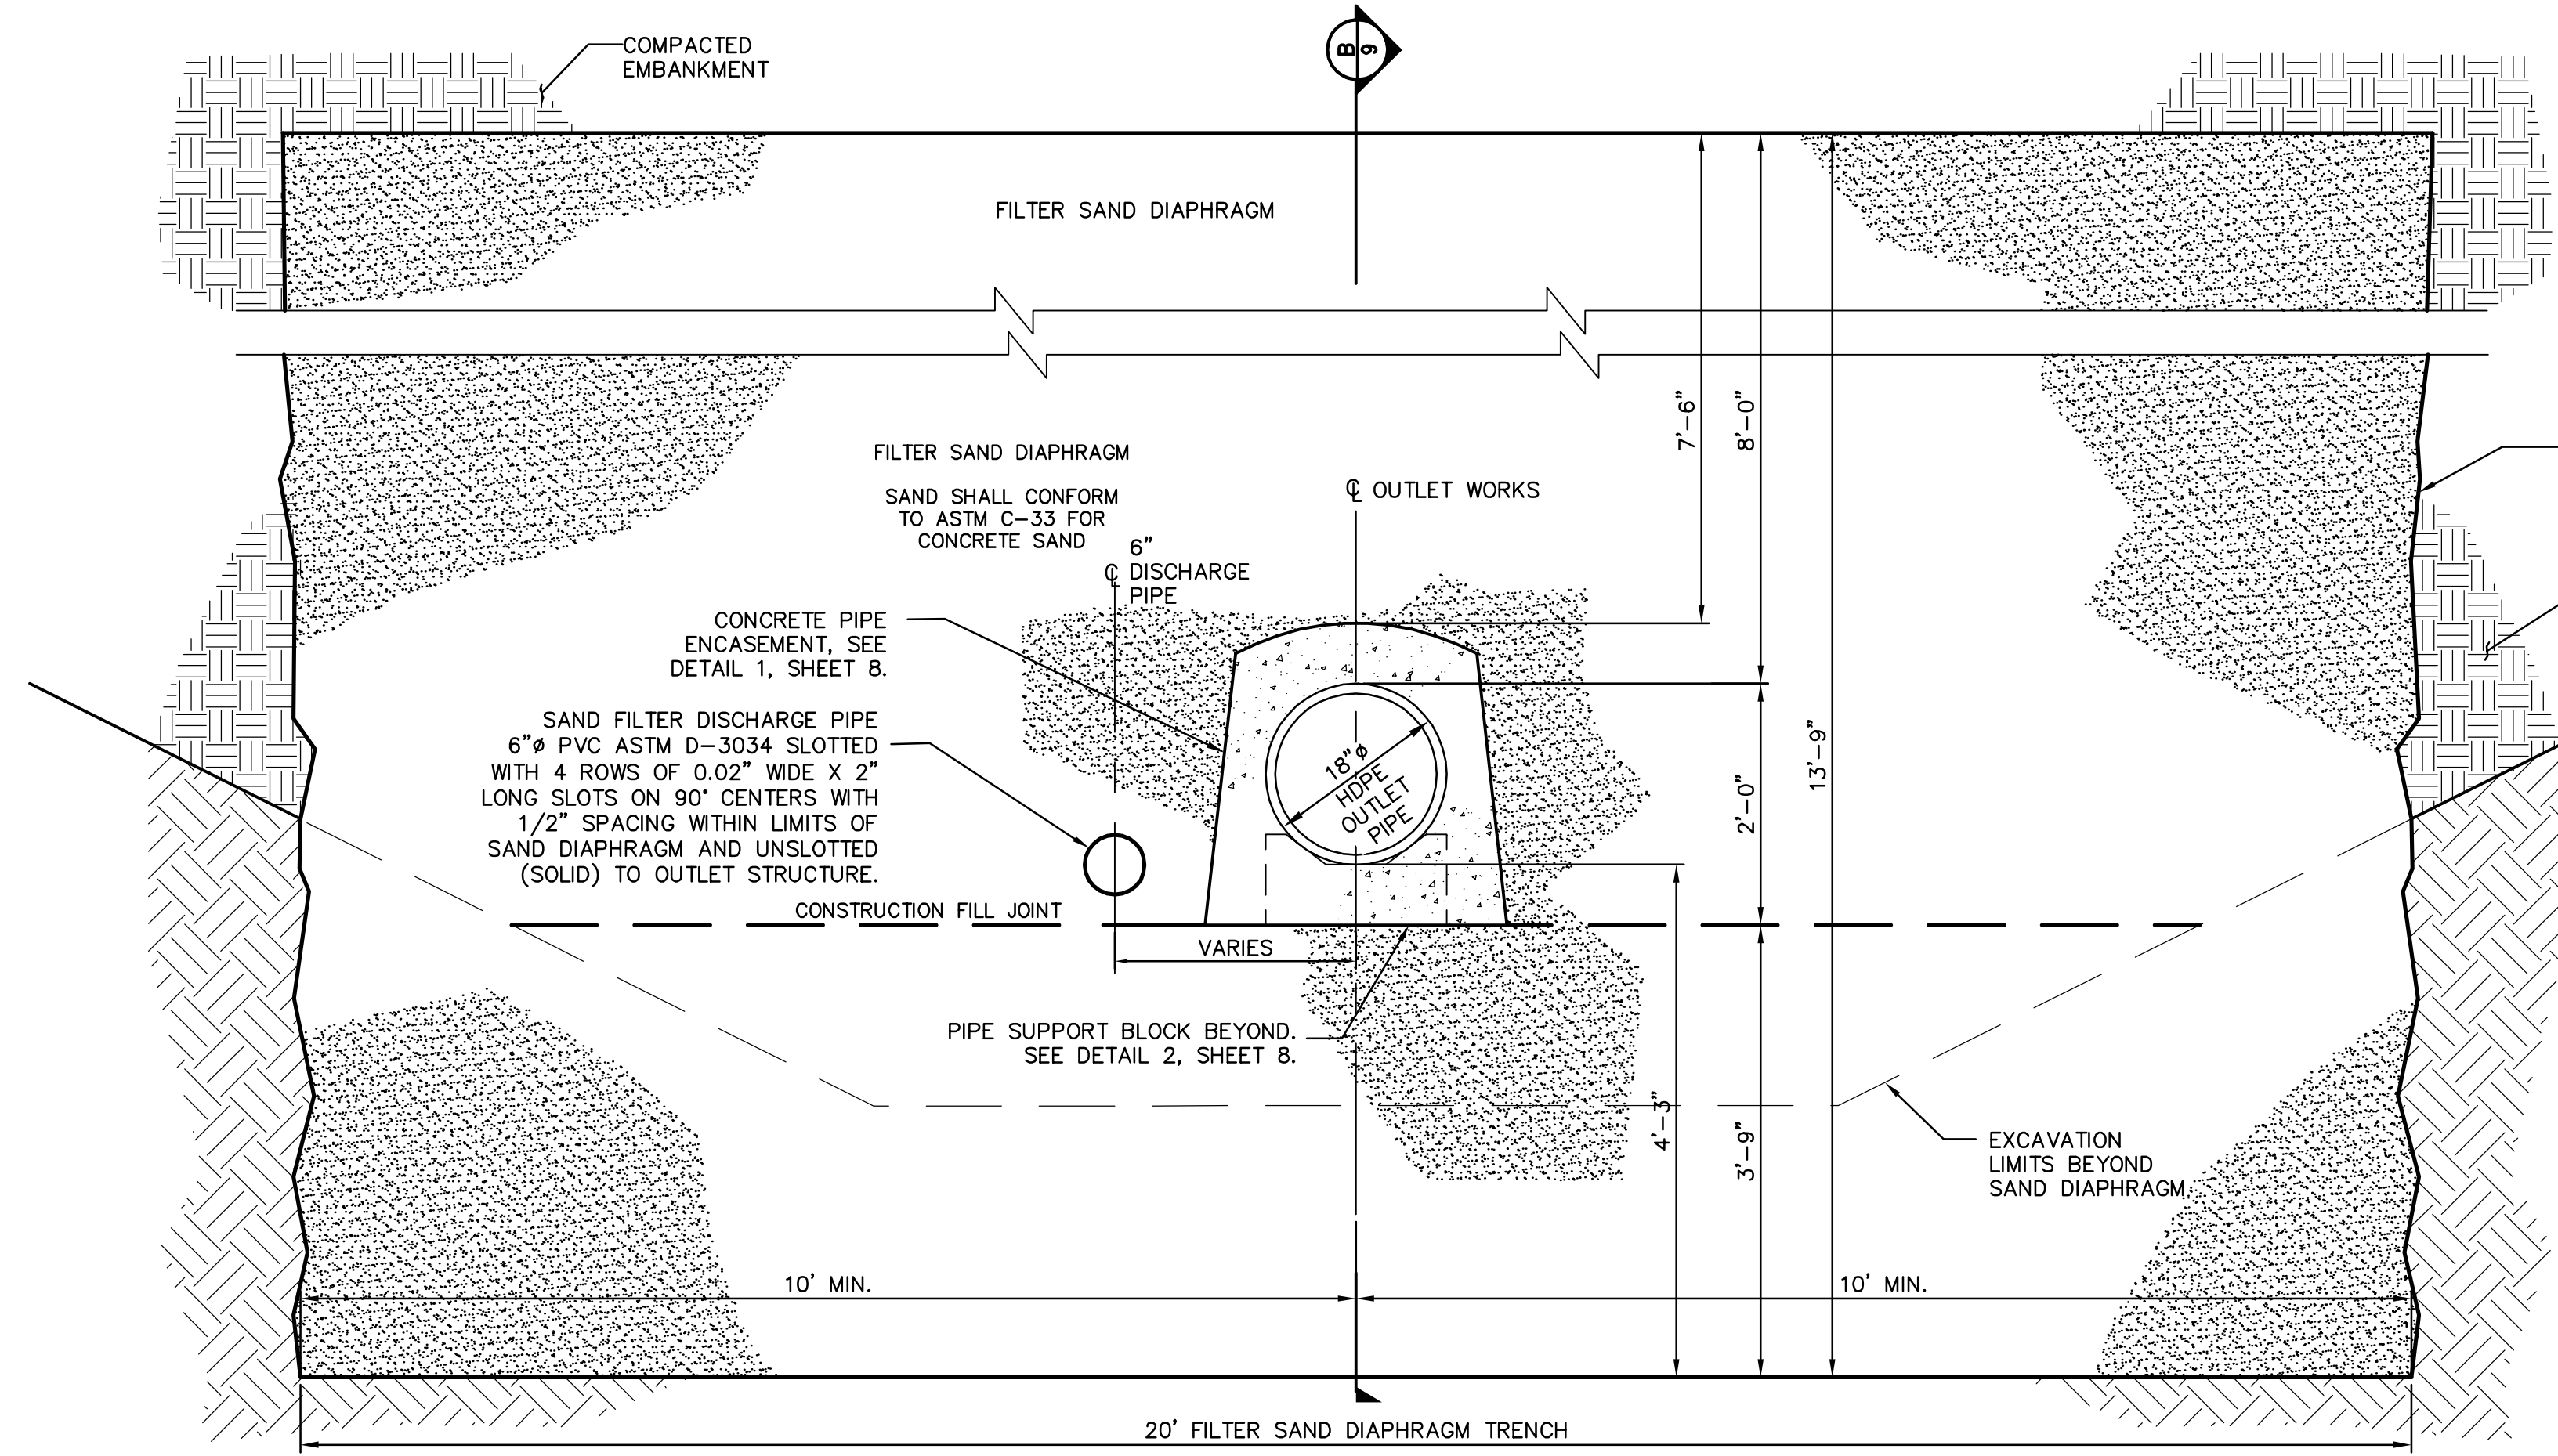 COMPACTED
EMBANKMENT
B
9
FILTER SAND DIAPHRAGM
7'-6"
8'-0"
FILTER SAND DIAPHRAGM
SAND SHALL CONFORM
TO ASTM C-33 FOR
CONCRETE SAND
℄ OUTLET WORKS
6"
℄ DISCHARGE
PIPE
CONCRETE PIPE
ENCASEMENT, SEE
DETAIL 1, SHEET 8.
SAND FILTER DISCHARGE PIPE
6"ø PVC ASTM D-3034 SLOTTED
WITH 4 ROWS OF 0.02" WIDE X 2"
LONG SLOTS ON 90° CENTERS WITH
1/2" SPACING WITHIN LIMITS OF
SAND DIAPHRAGM AND UNSLOTTED
(SOLID) TO OUTLET STRUCTURE.
18"ø
HDPE
OUTLET
PIPE
2'-0"
13'-9"
CONSTRUCTION FILL JOINT
VARIES
PIPE SUPPORT BLOCK BEYOND.
SEE DETAIL 2, SHEET 8.
4'-3"
3'-9"
EXCAVATION
LIMITS BEYOND
SAND DIAPHRAGM
10' MIN.
10' MIN.
20' FILTER SAND DIAPHRAGM TRENCH